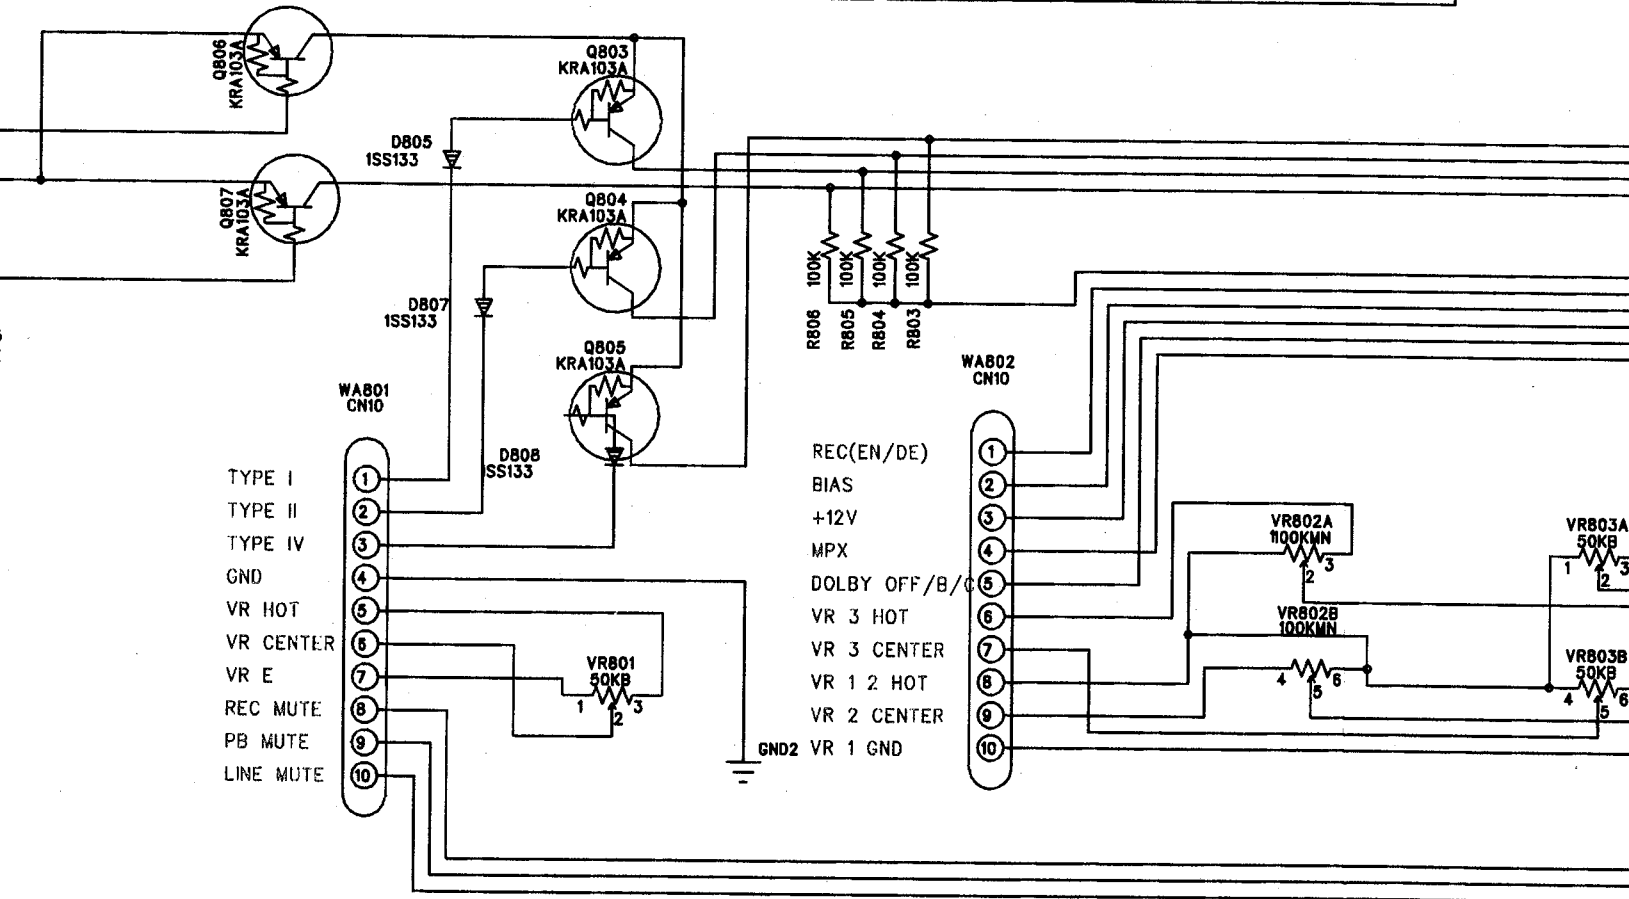 Q806
KRA103A
Q807
KRA103A
Q803
KRA103A
D805
1SS133
Q804
KRA103A
D807
1SS133
Q805
KRA103A
D808
1SS133
R806 100K
R805 100K
R804 100K
R803 100K
WA801
CN10
TYPE I 1
TYPE II 2
TYPE IV 3
GND 4
VR HOT 5
VR CENTER 6
VR E 7
REC MUTE 8
PB MUTE 9
LINE MUTE 10
VR801
50KB
1 2 3
GND2
WA802
CN10
REC(EN/DE) 1
BIAS 2
+12V 3
MPX 4
DOLBY OFF/B/C 5
VR 3 HOT 6
VR 3 CENTER 7
VR 1 2 HOT 8
VR 2 CENTER 9
VR 1 GND 10
VR802A
100KMN
2 3
VR802B
100KMN
4 5 6
VR803A
50KB
1 2 3
VR803B
50KB
4 5 6